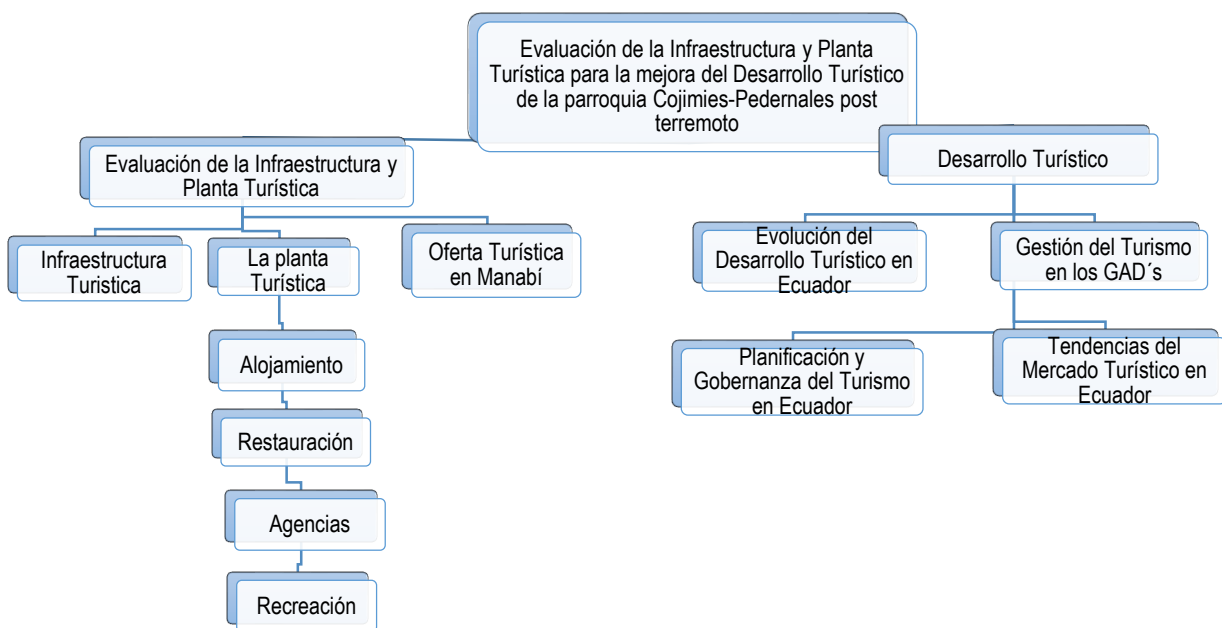 Evaluación de la Infraestructura y Planta
Turística para la mejora del Desarrollo Turístico
de la parroquia Cojimies-Pedernales post
terremoto
Evaluación de la Infraestructura y
Planta Turística
Desarrollo Turístico
Infraestructura
Turistica
La planta
Turística
Oferta Turística
en Manabí
Evolución del
Desarrollo Turístico en
Ecuador
Gestión del Turismo
en los GAD´s
Alojamiento
Planificación y
Gobernanza del Turismo
en Ecuador
Tendencias del
Mercado Turístico en
Ecuador
Restauración
Agencias
Recreación